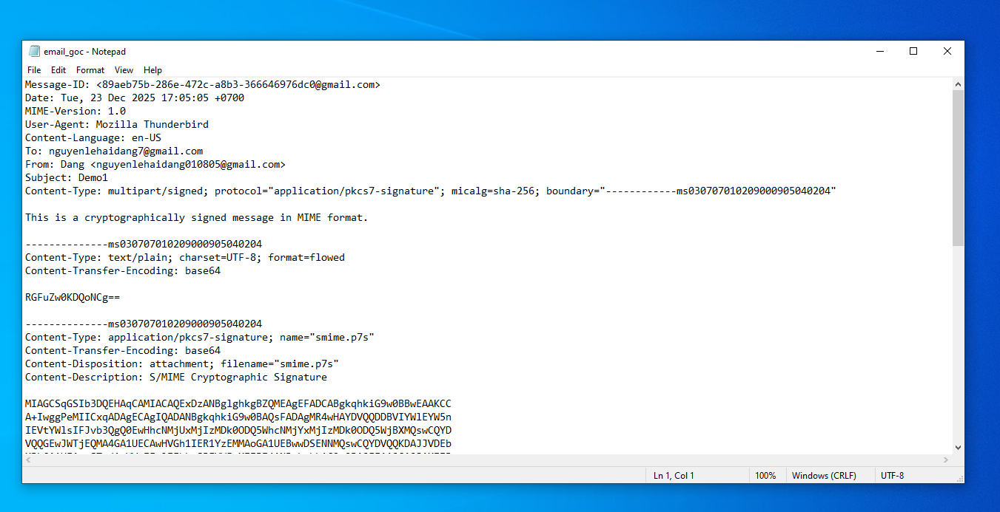 email_goc - Notepad
File Edit Format View Help
Message-ID: <89aeb75b-286e-472c-a8b3-366646976dc0@gmail.com>
Date: Tue, 23 Dec 2025 17:05:05 +0700
MIME-Version: 1.0
User-Agent: Mozilla Thunderbird
Content-Language: en-US
To: nguyenlehaidang7@gmail.com
From: Dang <nguyenlehaidang010805@gmail.com>
Subject: Demo1
Content-Type: multipart/signed; protocol="application/pkcs7-signature"; micalg=sha-256; boundary="------------ms030707010209000905040204"
This is a cryptographically signed message in MIME format.
--------------ms030707010209000905040204
Content-Type: text/plain; charset=UTF-8; format=flowed
Content-Transfer-Encoding: base64
RGFuZw0KDQoNCg==
--------------ms030707010209000905040204
Content-Type: application/pkcs7-signature; name="smime.p7s"
Content-Transfer-Encoding: base64
Content-Disposition: attachment; filename="smime.p7s"
Content-Description: S/MIME Cryptographic Signature
MIAGCSqGSIb3DQEHAqCAMIACAQExDzANBglghkgBZQMEAgEFADCABgkqhkiG9w0BBwEAAKCC
A+IwggPeMIICxqADAgECAgIQADANBgkqhkiG9w0BAQsFADAgMR4wHAYDVQQDDBVIYWlEYW5n
IEVtYWlsIFJvb3QgQ0EwHhcNMjUxMjIzMDk0ODQ5WhcNMjYxMjIzMDk0ODQ5WjBXMQswCQYD
VQQGEwJWTjEQMA4GA1UECAwHVGh1IER1YzEMMAoGA1UEBwwDSENNMQswCQYDVQQKDAJJVDEb
Ln 1, Col 1
100%
Windows (CRLF)
UTF-8